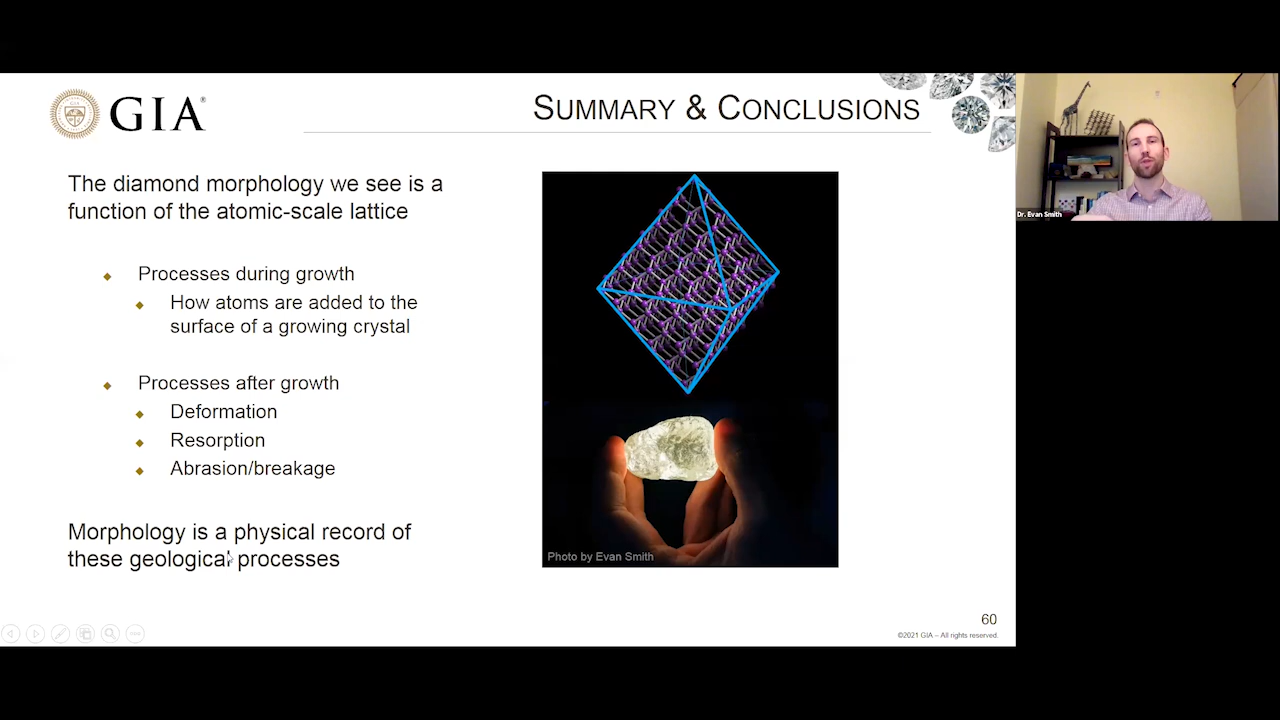 GIA®
SUMMARY & CONCLUSIONS
The diamond morphology we see is a
function of the atomic-scale lattice
Processes during growth
How atoms are added to the
surface of a growing crystal
Processes after growth
Deformation
Resorption
Abrasion/breakage
Morphology is a physical record of
these geological processes
Photo by Evan Smith
60
©2021 GIA – All rights reserved.
Dr. Evan Smith